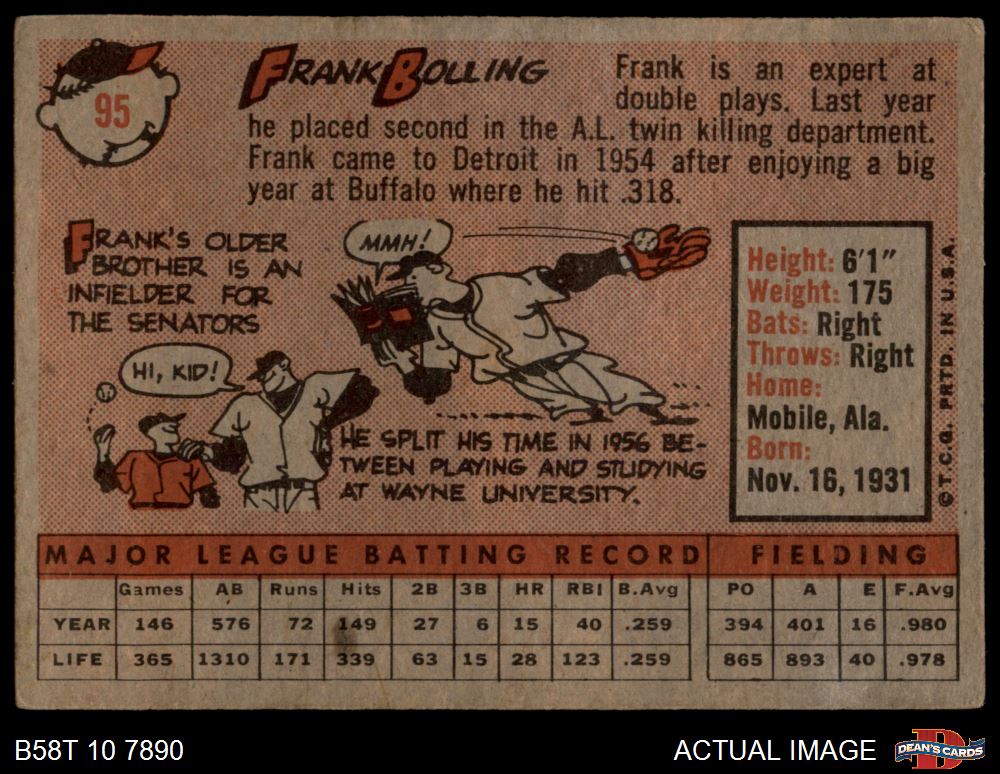 95
FRANK BOLLING
Frank is an expert at
double plays. Last year
he placed second in the A.L. twin killing department.
Frank came to Detroit in 1954 after enjoying a big
year at Buffalo where he hit .318.
FRANK'S OLDER
BROTHER IS AN
INFIELDER FOR
THE SENATORS
HI, KID!
MMH!
HE SPLIT HIS TIME IN 1956 BE-
TWEEN PLAYING AND STUDYING
AT WAYNE UNIVERSITY.
Height: 6'1"
Weight: 175
Bats: Right
Throws: Right
Home:
Mobile, Ala.
Born:
Nov. 16, 1931
© T.C.G. PRTD. IN U.S.A.
MAJOR LEAGUE BATTING RECORD FIELDING
Games AB Runs Hits 2B 3B HR RBI B.Avg PO A E F.Avg
YEAR 146 576 72 149 27 6 15 40 .259 394 401 16 .980
LIFE 365 1310 171 339 63 15 28 123 .259 865 893 40 .978
B58T 10 7890
ACTUAL IMAGE
D
DEAN'S CARDS